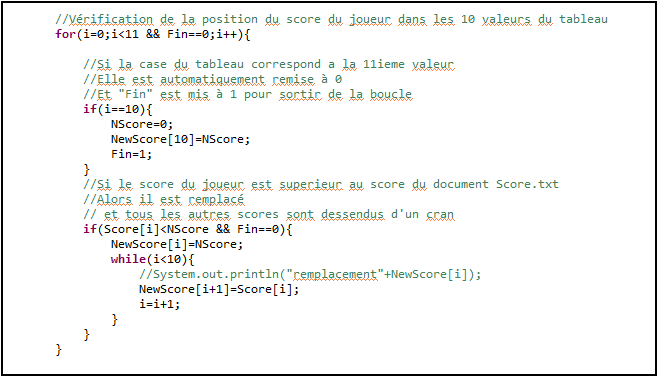 //Vérification de la position du score du joueur dans les 10 valeurs du tableau
for(i=0;i<11 && Fin==0;i++){
//Si la case du tableau correspond a la 11ieme valeur
//Elle est automatiquement remise à 0
//Et "Fin" est mis à 1 pour sortir de la boucle
if(i==10){
NScore=0;
NewScore[10]=NScore;
Fin=1;
}
//Si le score du joueur est superieur au score du document Score.txt
//Alors il est remplacé
// et tous les autres scores sont dessendus d'un cran
if(Score[i]<NScore && Fin==0){
NewScore[i]=NScore;
while(i<10){
//System.out.println("remplacement"+NewScore[i]);
NewScore[i+1]=Score[i];
i=i+1;
}
}
}